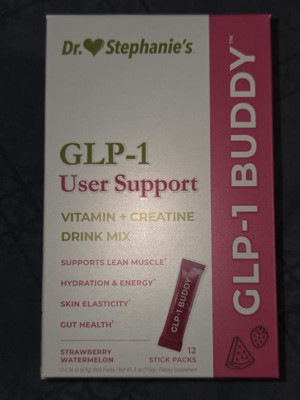 Dr. Stephanie's
GLP-1
User Support
VITAMIN + CREATINE
DRINK MIX
SUPPORTS LEAN MUSCLE
HYDRATION & ENERGY
SKIN ELASTICITY
GUT HEALTH
STRAWBERRY
WATERMELON
12
STICK PACKS
GLP-1 BUDDY
GLP-1 BUDDY™